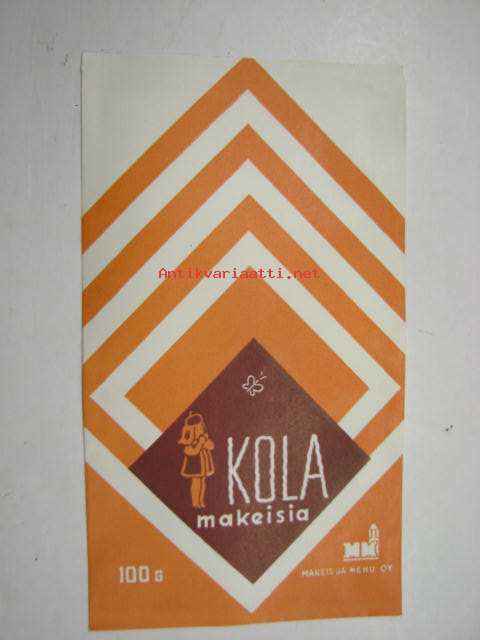 Antikvariaatti.net
KOLA
makeisia
100 G
MM
MAKEIS JA MEHU OY